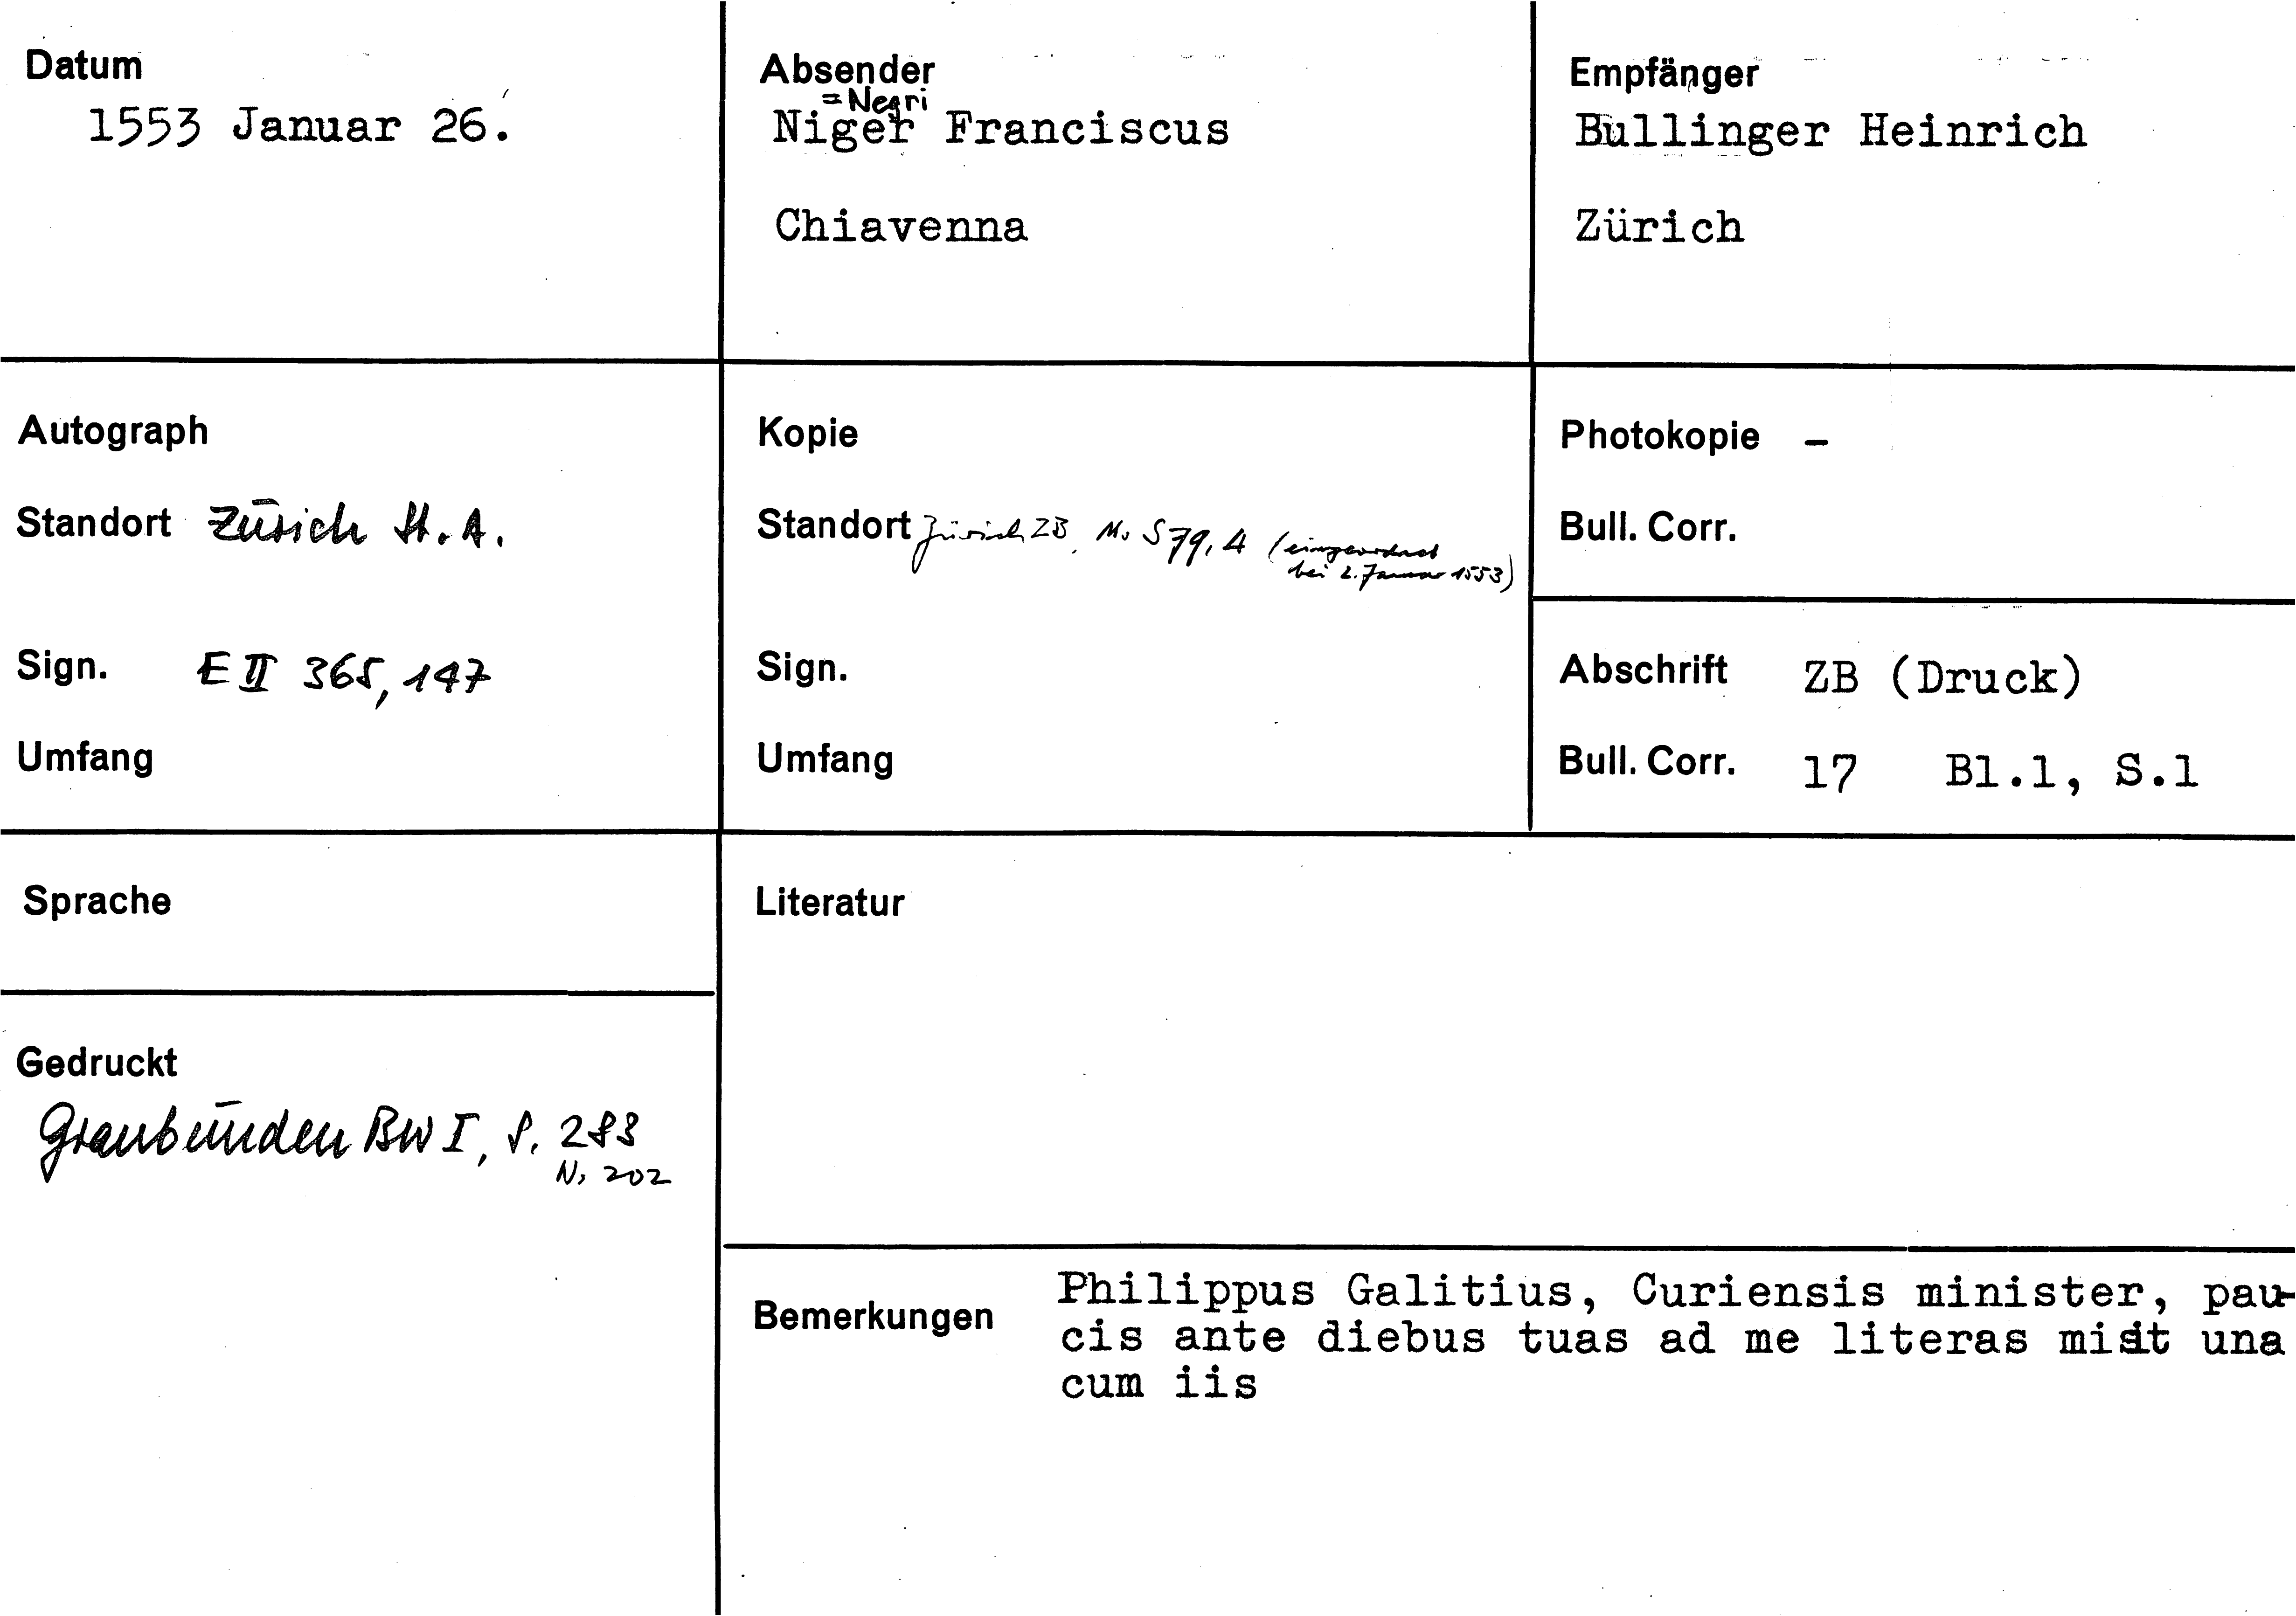 Datum
1553 Januar 26.
Absender
=Negri
Niger Franciscus
Chiavenna
Empfänger
Bullinger Heinrich
Zürich
Autograph
Standort Zürich St. A.
Sign. E II 365, 147
Umfang
Kopie
Standort Zürich ZB, Ms S 79, 4 (eingeordnet
bei 2. Januar 1553)
Sign.
Umfang
Photokopie –
Bull. Corr.
Abschrift ZB (Druck)
Bull. Corr. 17 Bl.1, S.1
Sprache
Gedruckt
Graubünden BW I, S. 283
N. 202
Literatur
Bemerkungen
Philippus Galitius, Curiensis minister, pau-
cis ante diebus tuas ad me literas misit una
cum iis